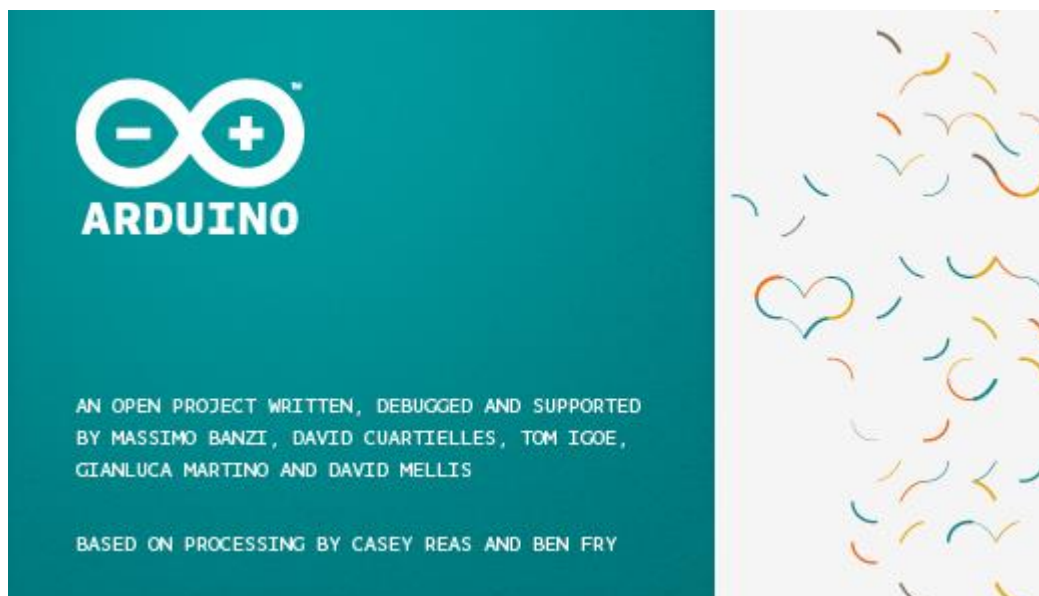 ARDUINO
AN OPEN PROJECT WRITTEN, DEBUGGED AND SUPPORTED
BY MASSIMO BANZI, DAVID CUARTIELLES, TOM IGOE,
GIANLUCA MARTINO AND DAVID MELLIS
BASED ON PROCESSING BY CASEY REAS AND BEN FRY